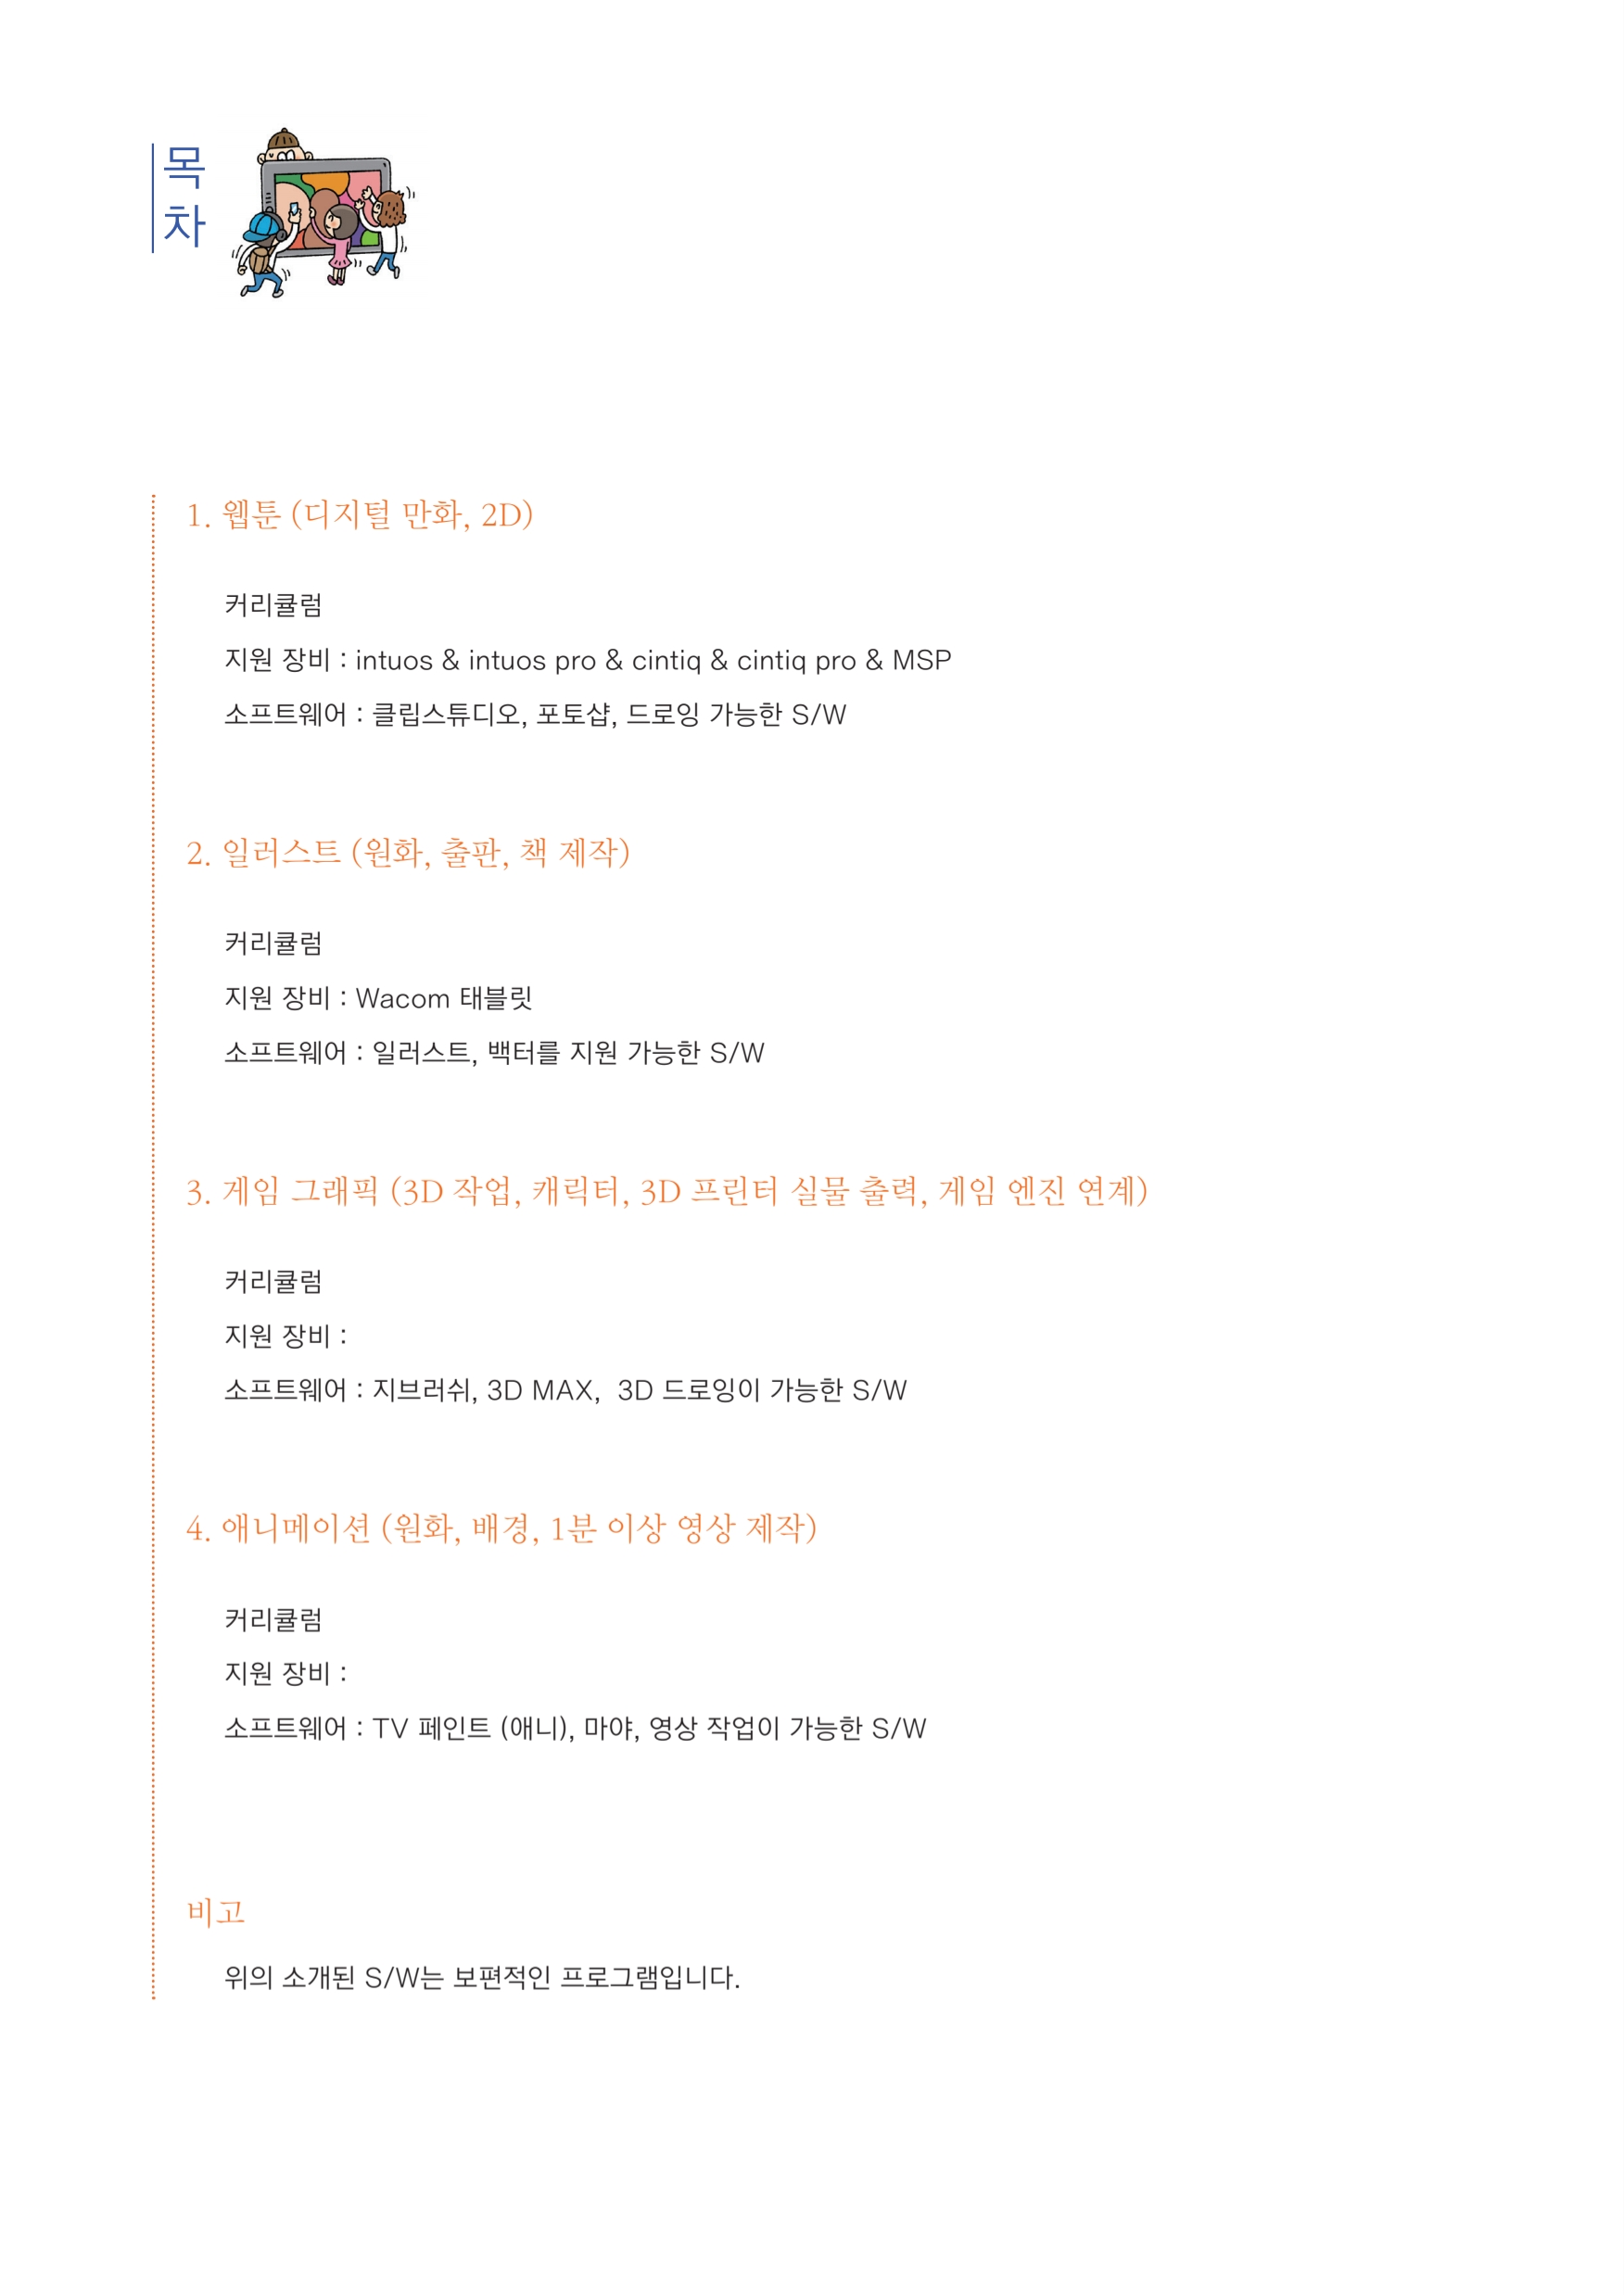 목
차
1. 웹툰 (디지털 만화, 2D)
커리큘럼
지원 장비 : intuos & intuos pro & cintiq & cintiq pro & MSP
소프트웨어 : 클립스튜디오, 포토샵, 드로잉 가능한 S/W
2. 일러스트 (원화, 출판, 책 제작)
커리큘럼
지원 장비 : Wacom 태블릿
소프트웨어 : 일러스트, 백터를 지원 가능한 S/W
3. 게임 그래픽 (3D 작업, 캐릭터, 3D 프린터 실물 출력, 게임 엔진 연계)
커리큘럼
지원 장비 :
소프트웨어 : 지브러쉬, 3D MAX, 3D 드로잉이 가능한 S/W
4. 애니메이션 (원화, 배경, 1분 이상 영상 제작)
커리큘럼
지원 장비 :
소프트웨어 : TV 페인트 (애니), 마야, 영상 작업이 가능한 S/W
비고
위의 소개된 S/W는 보편적인 프로그램입니다.